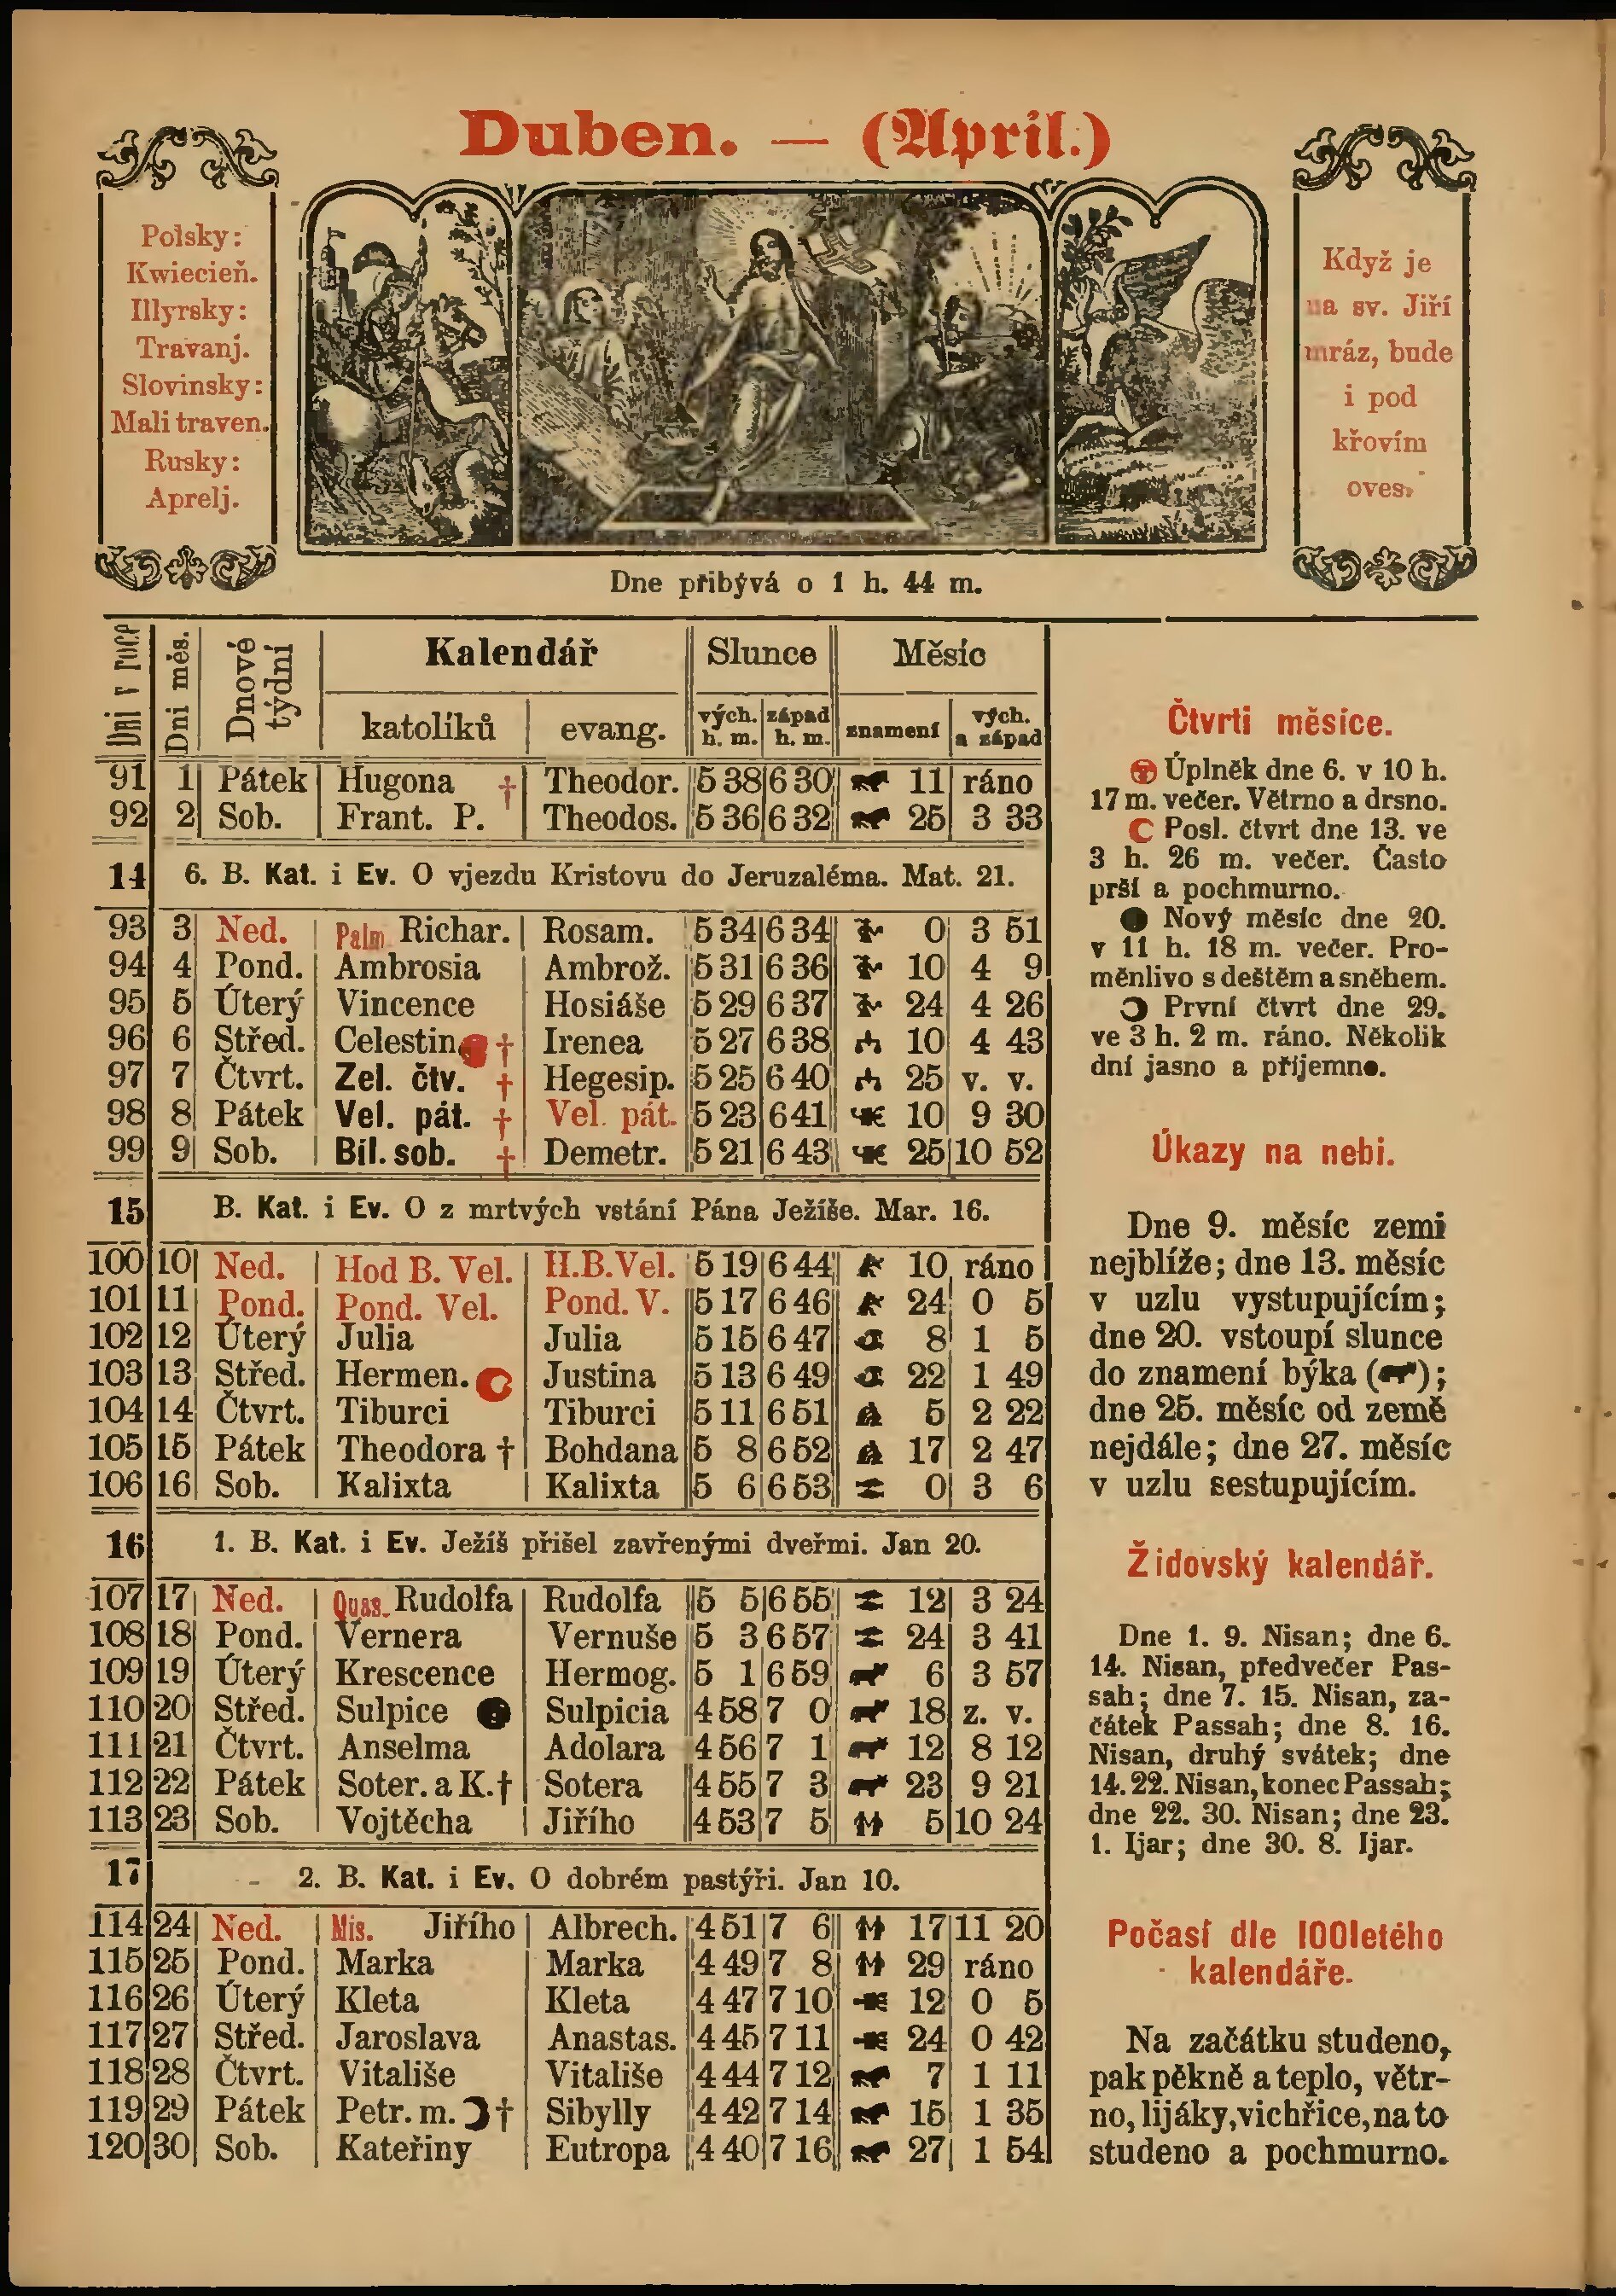 Duben. — (April.)
Polsky:
Kwiecień.
Illyrsky:
Travanj.
Slovinsky:
Mali traven.
Rusky:
Aprelj.
Když je
na sv. Jiří
mráz, bude
i pod
křovím
oves.
Dne přibývá o 1 h. 44 m.
Dni v roce Dni měs. Dnové týdní Kalendář Slunce Měsíc
katolíků evang. vých. h. m. západ h. m. znamení vých. a západ
91 1 Pátek Hugona † Theodor. 5 38 6 30 11 ráno
92 2 Sob. Frant. P. Theodos. 5 36 6 32 25 3 33
14 6. B. Kat. i Ev. O vjezdu Kristovu do Jeruzaléma. Mat. 21.
93 3 Ned. Palm Richar. Rosam. 5 34 6 34 0 3 51
94 4 Pond. Ambrosia Ambrož. 5 31 6 36 10 4 9
95 5 Úterý Vincence Hosiáše 5 29 6 37 24 4 26
96 6 Střed. Celestin † Irenea 5 27 6 38 10 4 43
97 7 Čtvrt. Zel. čtv. † Hegesip. 5 25 6 40 25 v. v.
98 8 Pátek Vel. pát. † Vel. pát. 5 23 6 41 10 9 30
99 9 Sob. Bíl. sob. † Demetr. 5 21 6 43 25 10 52
15 B. Kat. i Ev. O z mrtvých vstání Pána Ježíše. Mar. 16.
100 10 Ned. Hod B. Vel. H.B.Vel. 5 19 6 44 10 ráno
101 11 Pond. Pond. Vel. Pond. V. 5 17 6 46 24 0 5
102 12 Úterý Julia Julia 5 15 6 47 8 1 5
103 13 Střed. Hermen. Justina 5 13 6 49 22 1 49
104 14 Čtvrt. Tiburci Tiburci 5 11 6 51 5 2 22
105 15 Pátek Theodora † Bohdana 5 8 6 52 17 2 47
106 16 Sob. Kalixta Kalixta 5 6 6 53 0 3 6
16 1. B. Kat. i Ev. Ježíš přišel zavřenými dveřmi. Jan 20.
107 17 Ned. Quas. Rudolfa Rudolfa 5 5 6 55 12 3 24
108 18 Pond. Vernera Vernuše 5 3 6 57 24 3 41
109 19 Úterý Krescence Hermog. 5 1 6 59 6 3 57
110 20 Střed. Sulpice Sulpicia 4 58 7 0 18 z. v.
111 21 Čtvrt. Anselma Adolara 4 56 7 1 12 8 12
112 22 Pátek Soter. a K. † Sotera 4 55 7 3 23 9 21
113 23 Sob. Vojtěcha Jiřího 4 53 7 5 5 10 24
17 2. B. Kat. i Ev. O dobrém pastýři. Jan 10.
114 24 Ned. Mis. Jiřího Albrech. 4 51 7 6 17 11 20
115 25 Pond. Marka Marka 4 49 7 8 29 ráno
116 26 Úterý Kleta Kleta 4 47 7 10 12 0 5
117 27 Střed. Jaroslava Anastas. 4 45 7 11 24 0 42
118 28 Čtvrt. Vitališe Vitališe 4 44 7 12 7 1 11
119 29 Pátek Petr. m. † Sibylly 4 42 7 14 15 1 35
120 30 Sob. Kateřiny Eutropa 4 40 7 16 27 1 54
Čtvrti měsíce.
Úplněk dne 6. v 10 h.
17 m. večer. Větrno a drsno.
Posl. čtvrt dne 13. ve
3 h. 26 m. večer. Často
prší a pochmurno.
Nový měsíc dne 20.
v 11 h. 18 m. večer. Pro-
měnlivo s deštěm a sněhem.
První čtvrt dne 29.
ve 3 h. 2 m. ráno. Několik
dní jasno a příjemno.
Úkazy na nebi.
Dne 9. měsíc zemi
nejblíže; dne 13. měsíc
v uzlu vystupujícím;
dne 20. vstoupí slunce
do znamení býka ( );
dne 25. měsíc od země
nejdále; dne 27. měsíc
v uzlu sestupujícím.
Židovský kalendář.
Dne 1. 9. Nisan; dne 6.
14. Nisan, předvečer Pas-
sah; dne 7. 15. Nisan, za-
čátek Passah; dne 8. 16.
Nisan, druhý svátek; dne
14. 22. Nisan, konec Passah;
dne 22. 30. Nisan; dne 23.
1. Ijar; dne 30. 8. Ijar.
Počasí dle 100letého
kalendáře.
Na začátku studeno,
pak pěkně a teplo, větr-
no, lijáky, vichřice, na to
studeno a pochmurno.